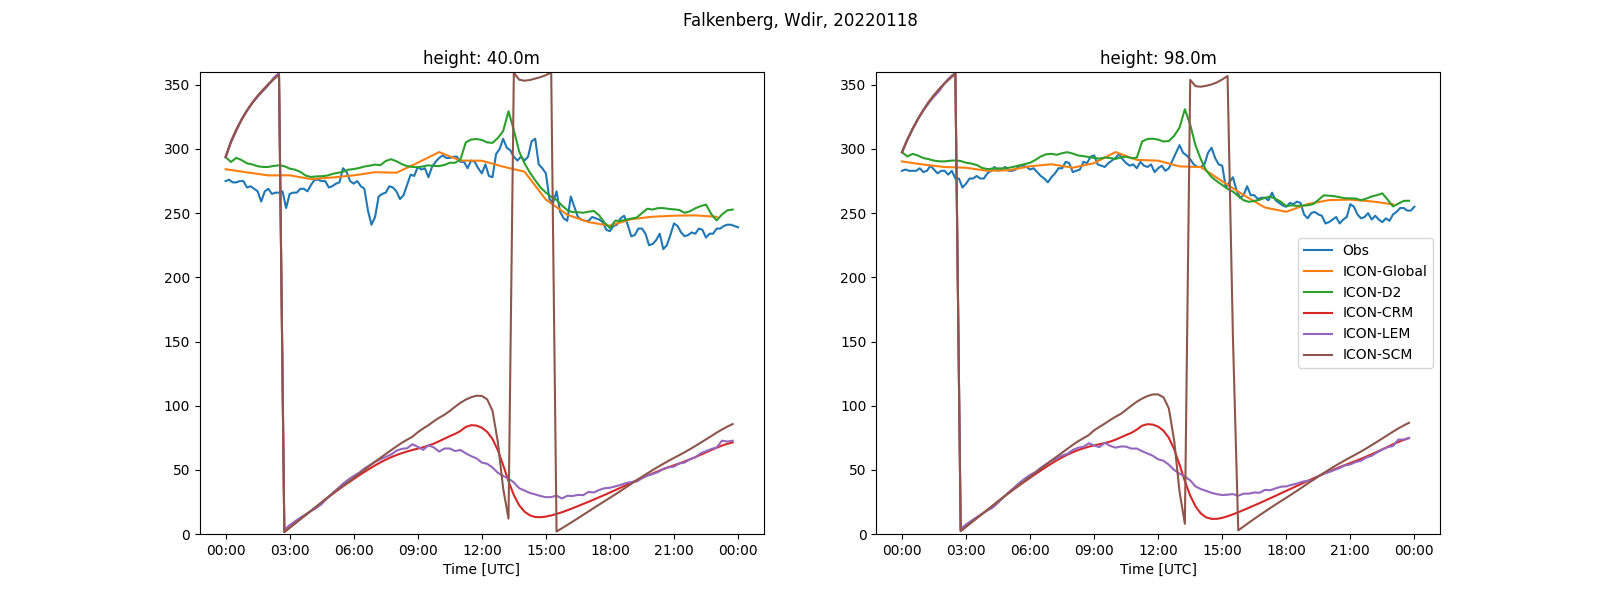 Falkenberg, Wdir, 20220118
height: 40.0m
350
300
250
200
150
100
50
0
00:00 03:00 06:00 09:00 12:00 15:00 18:00 21:00 00:00
Time [UTC]
height: 98.0m
350
300
250
200
150
100
50
0
00:00 03:00 06:00 09:00 12:00 15:00 18:00 21:00 00:00
Time [UTC]
Obs
ICON-Global
ICON-D2
ICON-CRM
ICON-LEM
ICON-SCM